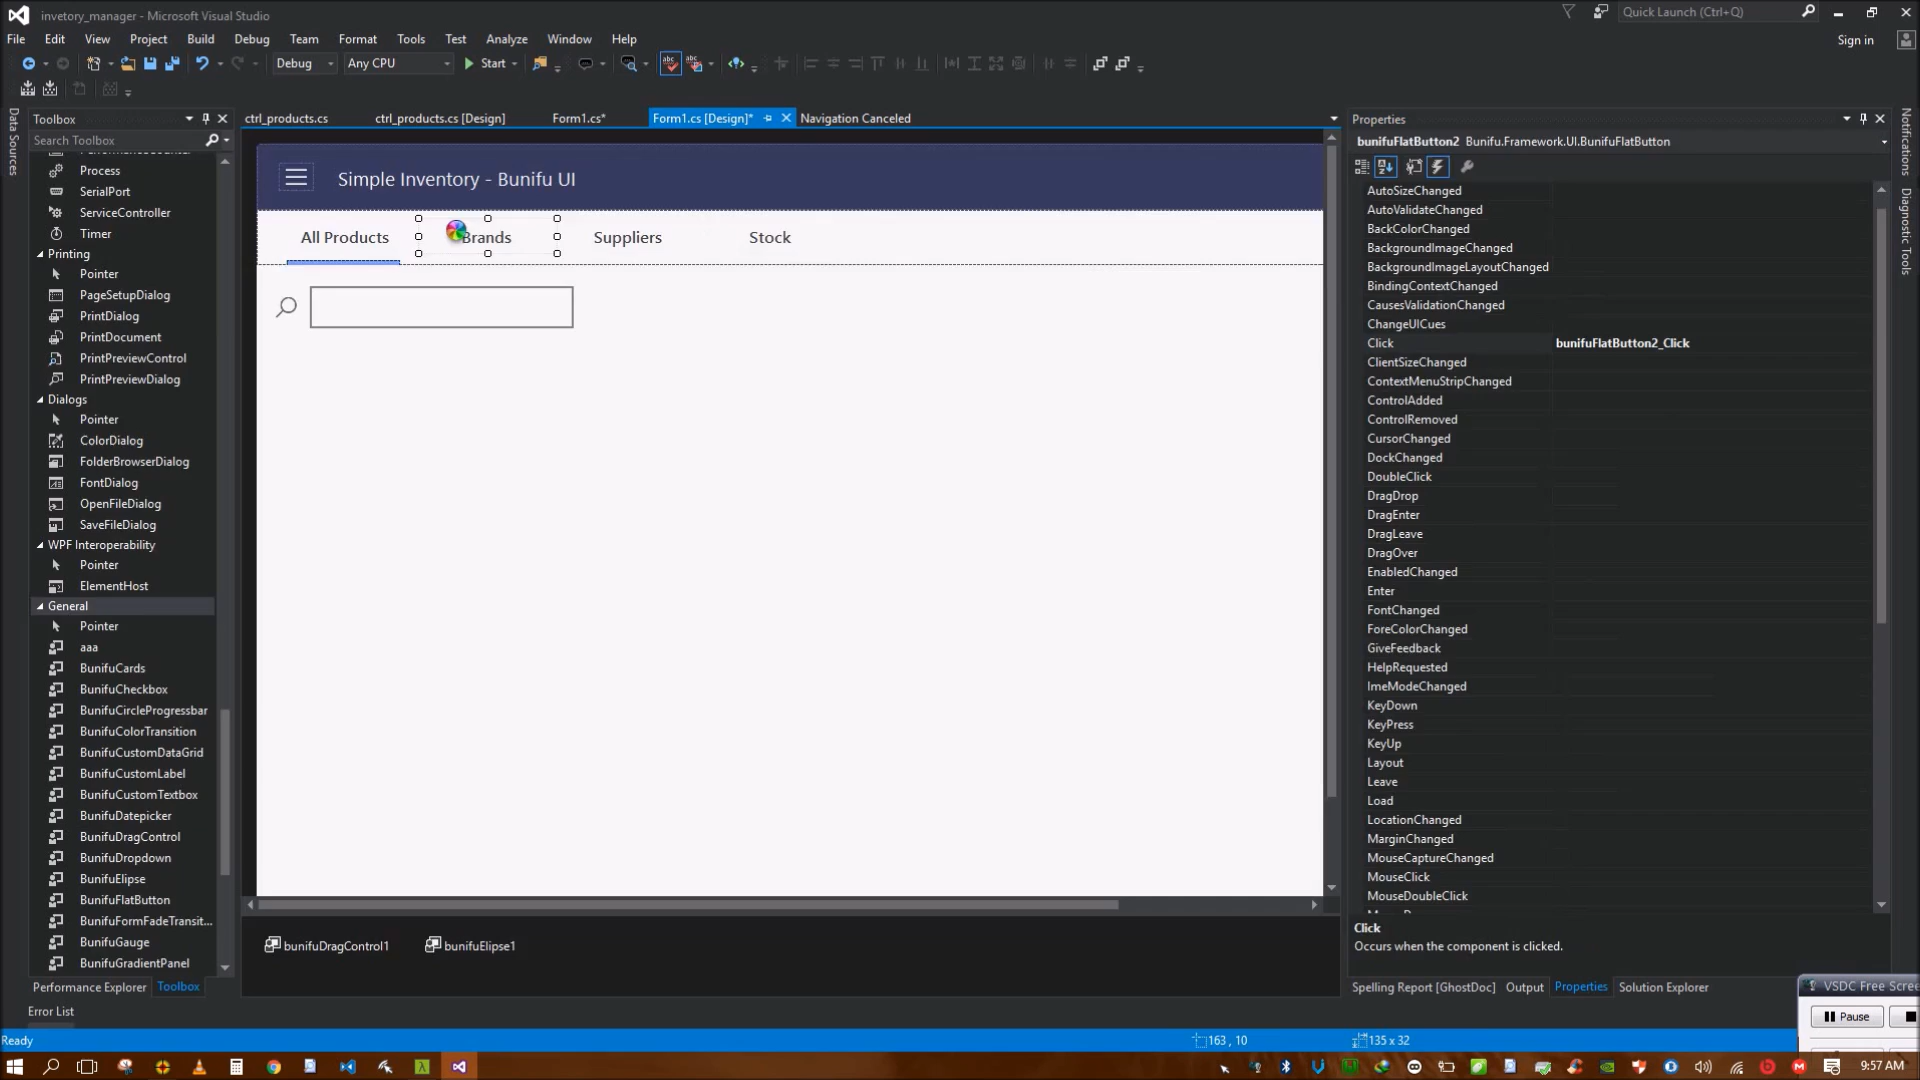 invetory_manager - Microsoft Visual Studio
Quick Launch (Ctrl+Q)
File Edit View Project Build Debug Team Format Tools Test Analyze Window Help
Sign in
Debug Any CPU Start
Data Sources
Toolbox
Search Toolbox
Process
SerialPort
ServiceController
Timer
Printing
Pointer
PageSetupDialog
PrintDialog
PrintDocument
PrintPreviewControl
PrintPreviewDialog
Dialogs
Pointer
ColorDialog
FolderBrowserDialog
FontDialog
OpenFileDialog
SaveFileDialog
WPF Interoperability
Pointer
ElementHost
General
Pointer
aaa
BunifuCards
BunifuCheckbox
BunifuCircleProgressbar
BunifuColorTransition
BunifuCustomDataGrid
BunifuCustomLabel
BunifuCustomTextbox
BunifuDatepicker
BunifuDragControl
BunifuDropdown
BunifuElipse
BunifuFlatButton
BunifuFormFadeTransit...
BunifuGauge
BunifuGradientPanel
Performance Explorer Toolbox
ctrl_products.cs ctrl_products.cs [Design] Form1.cs* Form1.cs [Design]* Navigation Canceled
Simple Inventory - Bunifu UI
All Products Brands Suppliers Stock
bunifuDragControl1 bunifuElipse1
Properties
bunifuFlatButton2 Bunifu.Framework.UI.BunifuFlatButton
AutoSizeChanged
AutoValidateChanged
BackColorChanged
BackgroundImageChanged
BackgroundImageLayoutChanged
BindingContextChanged
CausesValidationChanged
ChangeUICues
Click bunifuFlatButton2_Click
ClientSizeChanged
ContextMenuStripChanged
ControlAdded
ControlRemoved
CursorChanged
DockChanged
DoubleClick
DragDrop
DragEnter
DragLeave
DragOver
EnabledChanged
Enter
FontChanged
ForeColorChanged
GiveFeedback
HelpRequested
ImeModeChanged
KeyDown
KeyPress
KeyUp
Layout
Leave
Load
LocationChanged
MarginChanged
MouseCaptureChanged
MouseClick
MouseDoubleClick
Click
Occurs when the component is clicked.
Spelling Report [GhostDoc] Output Properties Solution Explorer
Notifications
Diagnostic Tools
VSDC Free Scree
Pause
Error List
Ready
163 , 10
135 x 32
9:57 AM